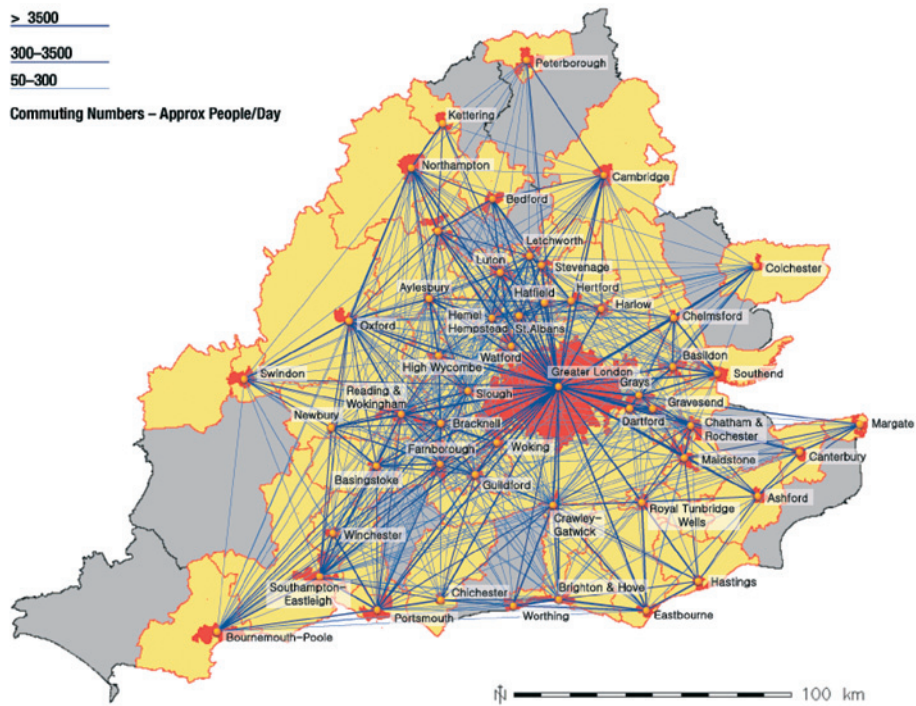 > 3500
300–3500
50–300
Commuting Numbers – Approx People/Day
Peterborough
Kettering
Northampton
Cambridge
Bedford
Letchworth
Luton
Stevenage
Colchester
Aylesbury
Hatfield
Hertford
Harlow
Hemel
Hempstead
St.Albans
Chelmsford
Oxford
Watford
Basildon
High Wycombe
Greater London
Southend
Swindon
Reading &
Wokingham
Slough
Grays
Gravesend
Newbury
Bracknell
Dartford
Chatham &
Rochester
Margate
Farnborough
Woking
Maidstone
Canterbury
Basingstoke
Guildford
Ashford
Royal Tunbridge
Wells
Crawley–
Gatwick
Winchester
Hastings
Southampton–
Eastleigh
Chichester
Brighton & Hove
Portsmouth
Worthing
Eastbourne
Bournemouth–Poole
N
100 km